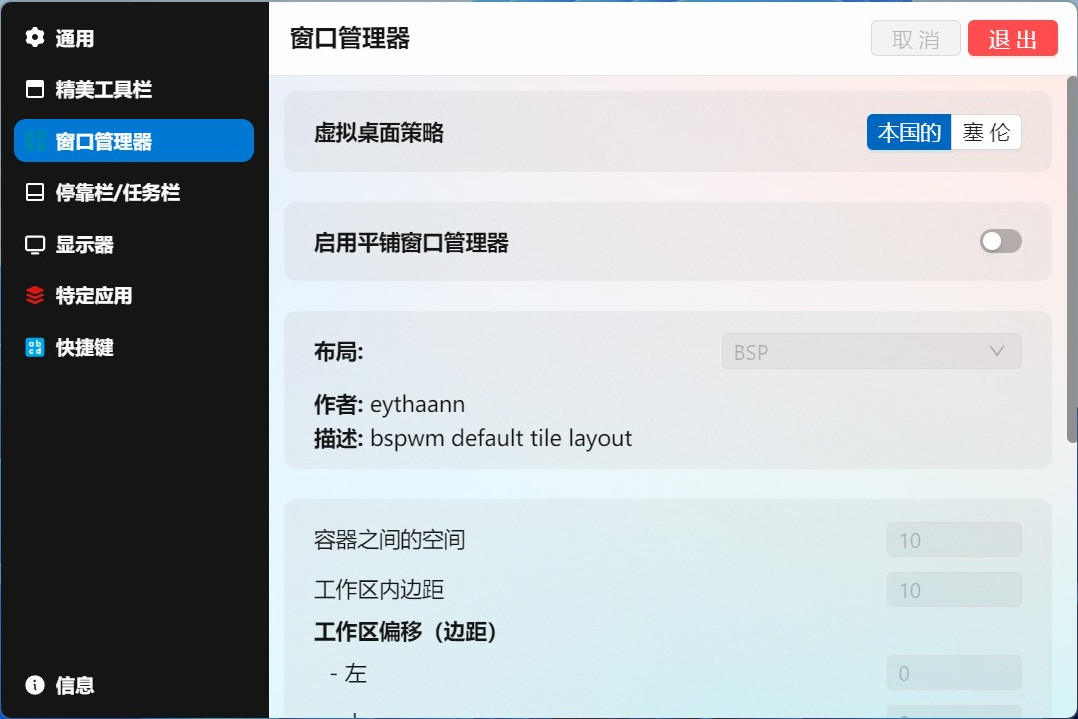 通用
精美工具栏
窗口管理器
停靠栏/任务栏
显示器
特定应用
快捷键
信息
窗口管理器
取消
退出
虚拟桌面策略
本国的
塞伦
启用平铺窗口管理器
布局:
BSP
作者: eythaann
描述: bspwm default tile layout
容器之间的空间
10
工作区内边距
10
工作区偏移（边距）
- 左
0